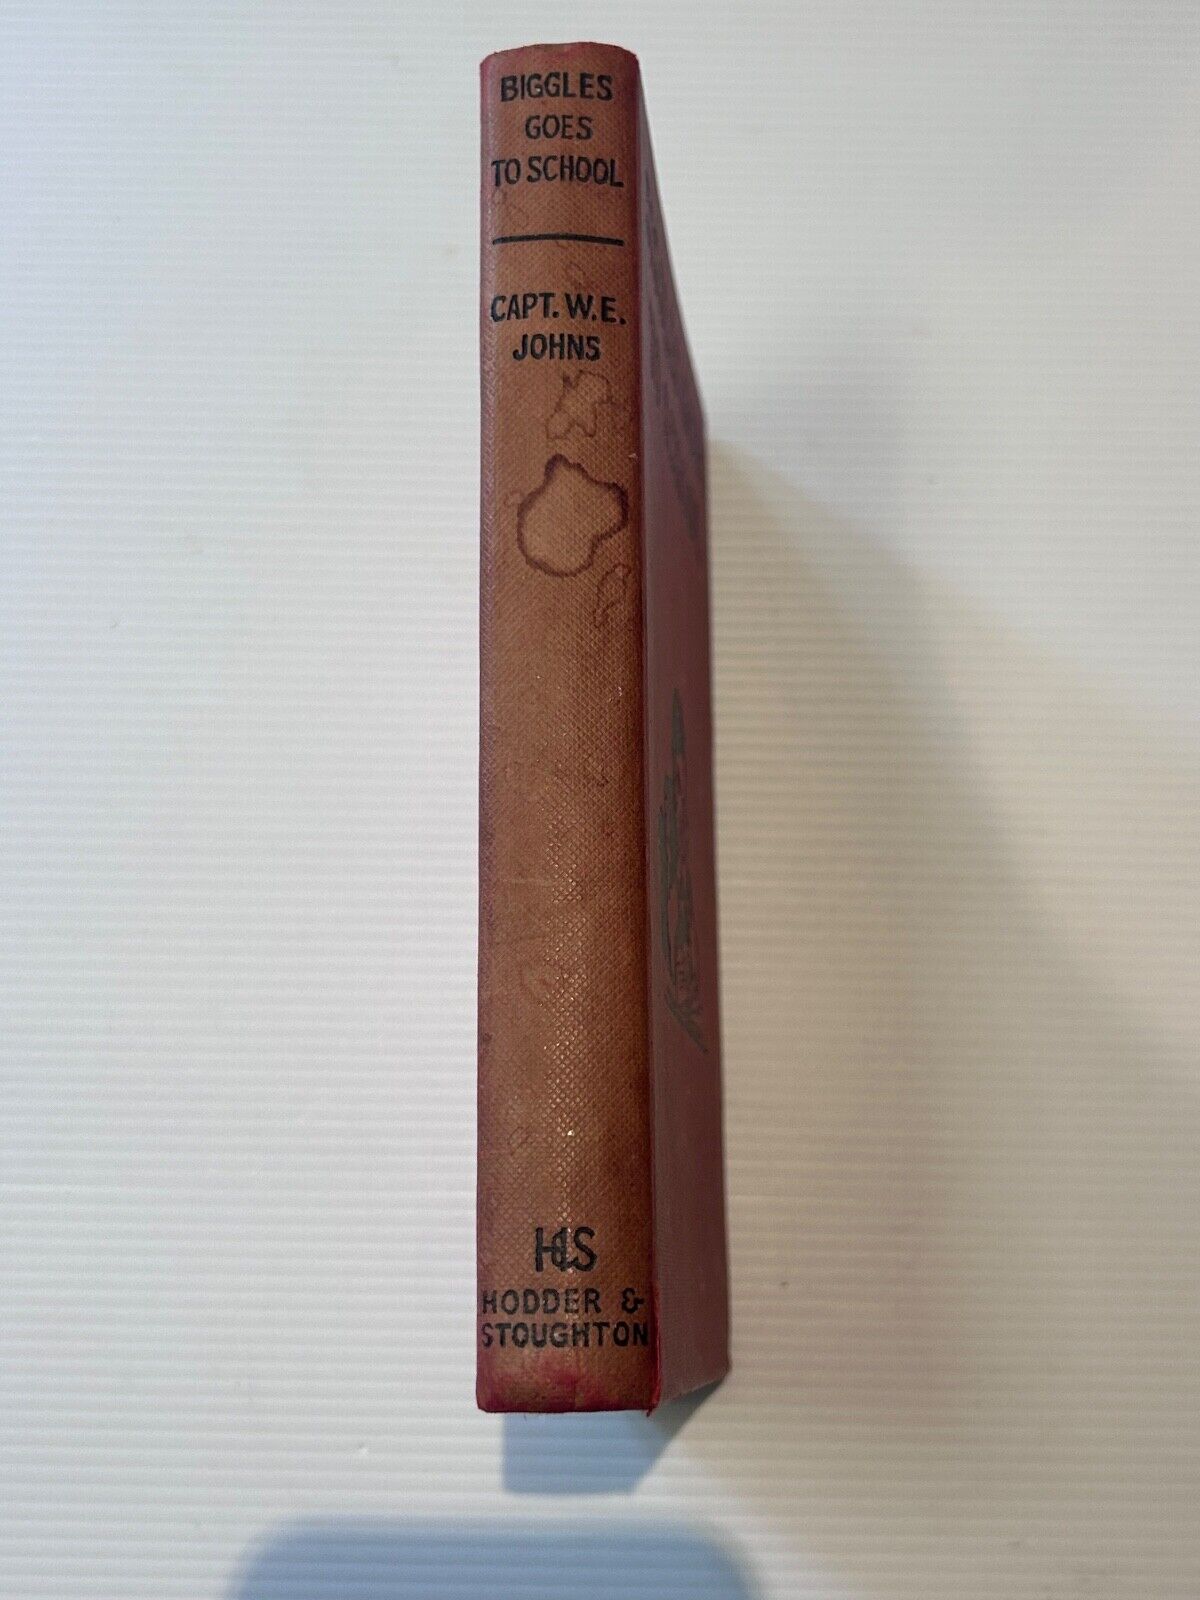 BIGGLES
GOES
TO SCHOOL
CAPT. W.E.
JOHNS
HS
HODDER &
STOUGHTON